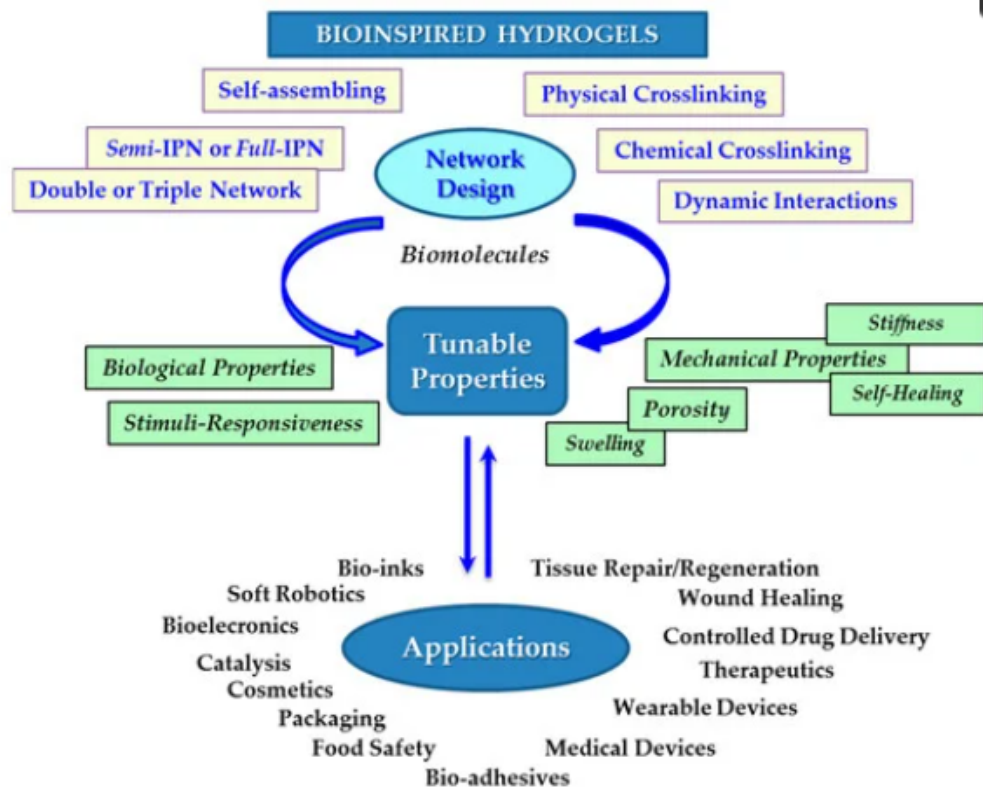 BIOINSPIRED HYDROGELS
Self-assembling
Physical Crosslinking
Semi-IPN or Full-IPN
Double or Triple Network
Network
Design
Chemical Crosslinking
Dynamic Interactions
Biomolecules
Tunable
Properties
Biological Properties
Stimuli-Responsiveness
Stiffness
Mechanical Properties
Self-Healing
Porosity
Swelling
Bio-inks
Soft Robotics
Bioelecronics
Catalysis
Cosmetics
Packaging
Food Safety
Bio-adhesives
Applications
Tissue Repair/Regeneration
Wound Healing
Controlled Drug Delivery
Therapeutics
Wearable Devices
Medical Devices